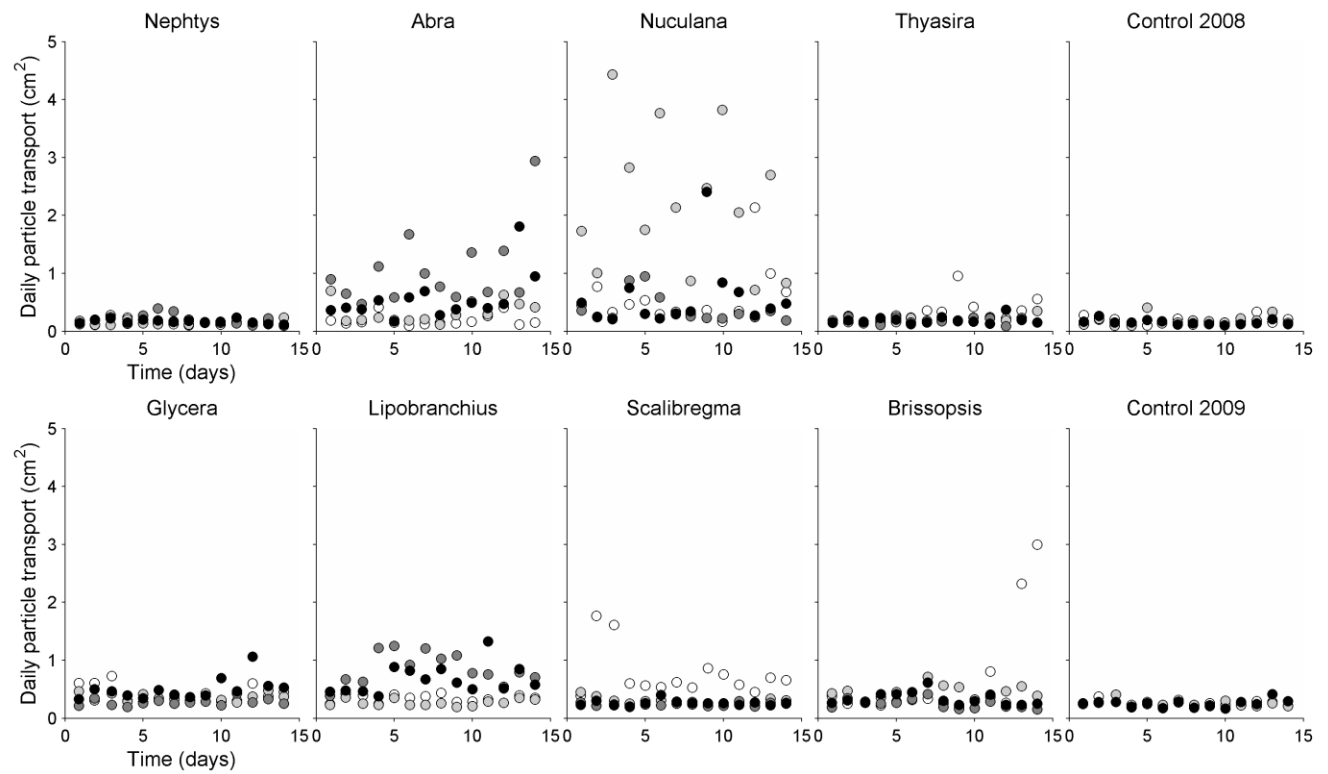 Nephtys Abra Nuculana Thyasira Control 2008
Daily particle transport (cm²)
5
4
3
2
1
0
0 5 10 15 0 5 10 15 0 5 10 15 0 5 10 15 0 5 10 15
Time (days)
Glycera Lipobranchius Scalibregma Brissopsis Control 2009
Daily particle transport (cm²)
5
4
3
2
1
0
0 5 10 15 0 5 10 15 0 5 10 15 0 5 10 15 0 5 10 15
Time (days)